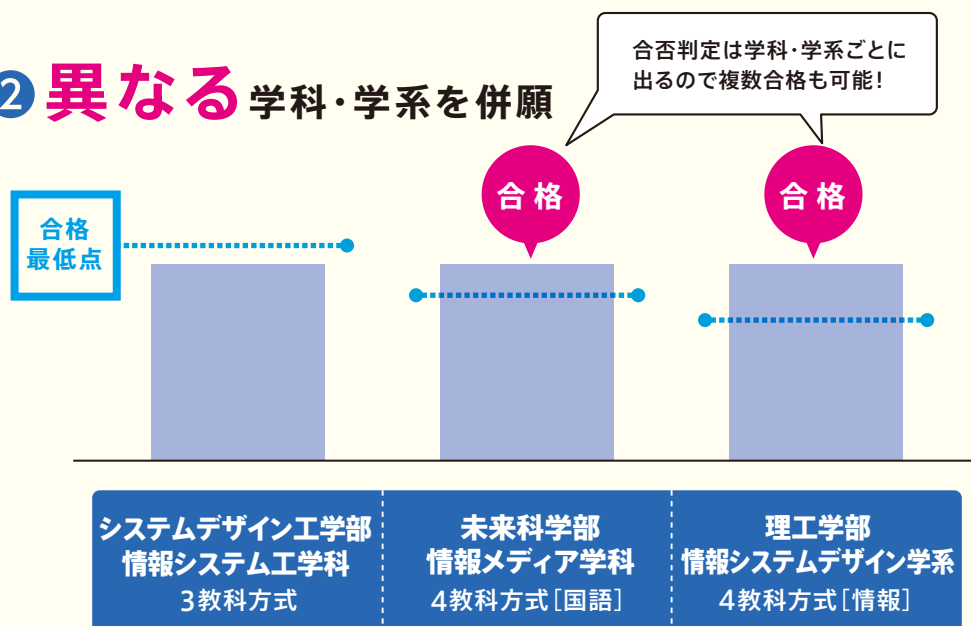 合否判定は学科・学系ごとに
出るので複数合格も可能!
❷異なる学科・学系を併願
合格
最低点
合格
合格
システムデザイン工学部
情報システム工学科
3教科方式
未来科学部
情報メディア学科
4教科方式[国語]
理工学部
情報システムデザイン学系
4教科方式[情報]